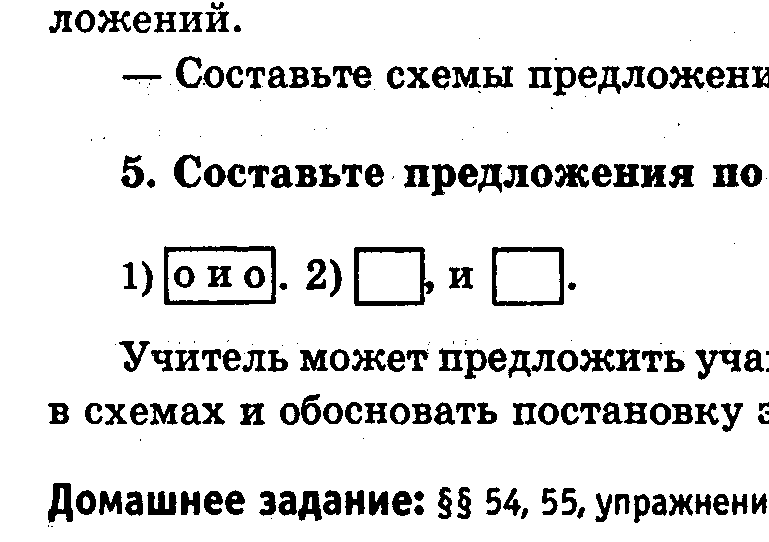 ложений.
— Составьте схемы предложени
5. Составьте предложения по
1) о и о. 2) , и .
Учитель может предложить уча
в схемах и обосновать постановку з
Домашнее задание: §§ 54, 55, упражнени